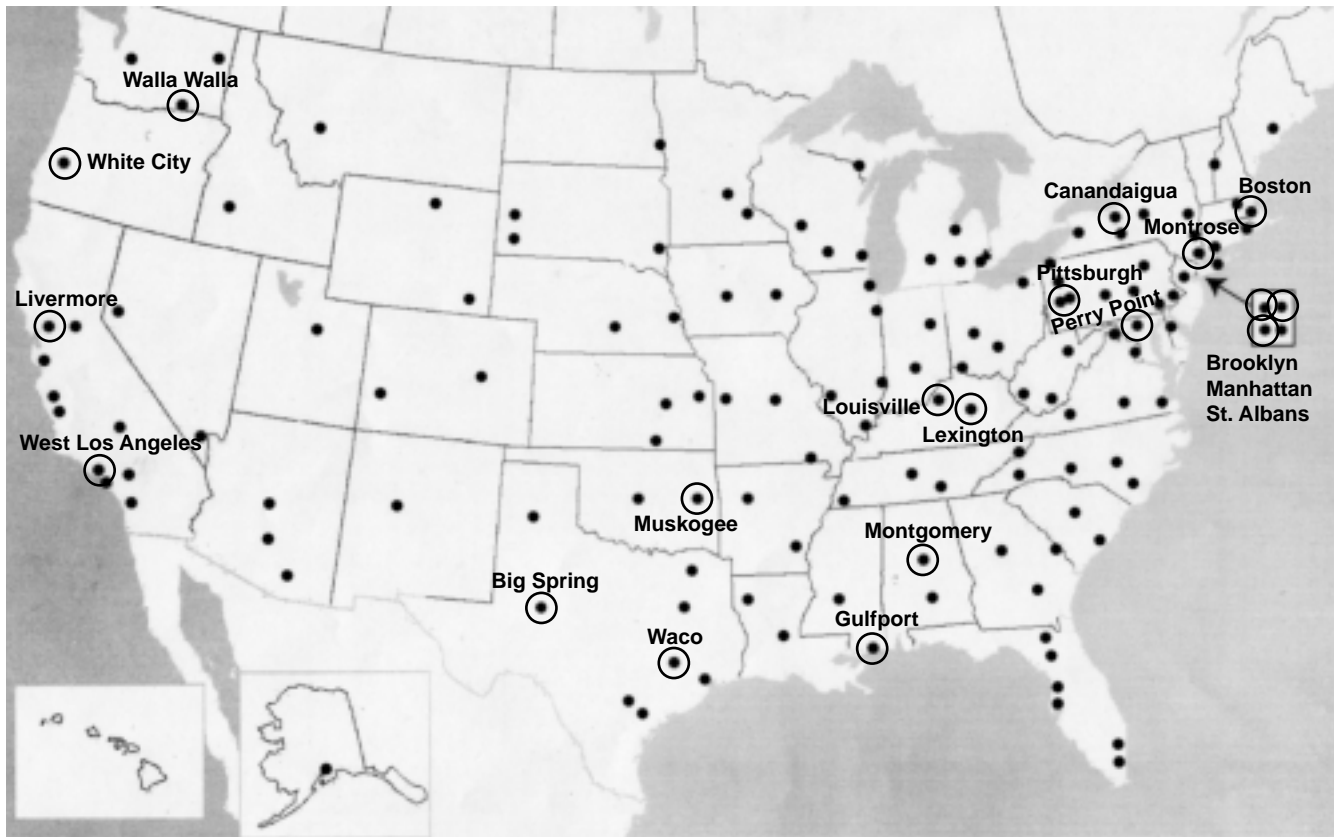 Walla Walla
White City
Canandaigua
Boston
Montrose
Pittsburgh
Livermore
Perry Point
Brooklyn
Manhattan
St. Albans
Louisville
Lexington
West Los Angeles
Muskogee
Montgomery
Big Spring
Gulfport
Waco